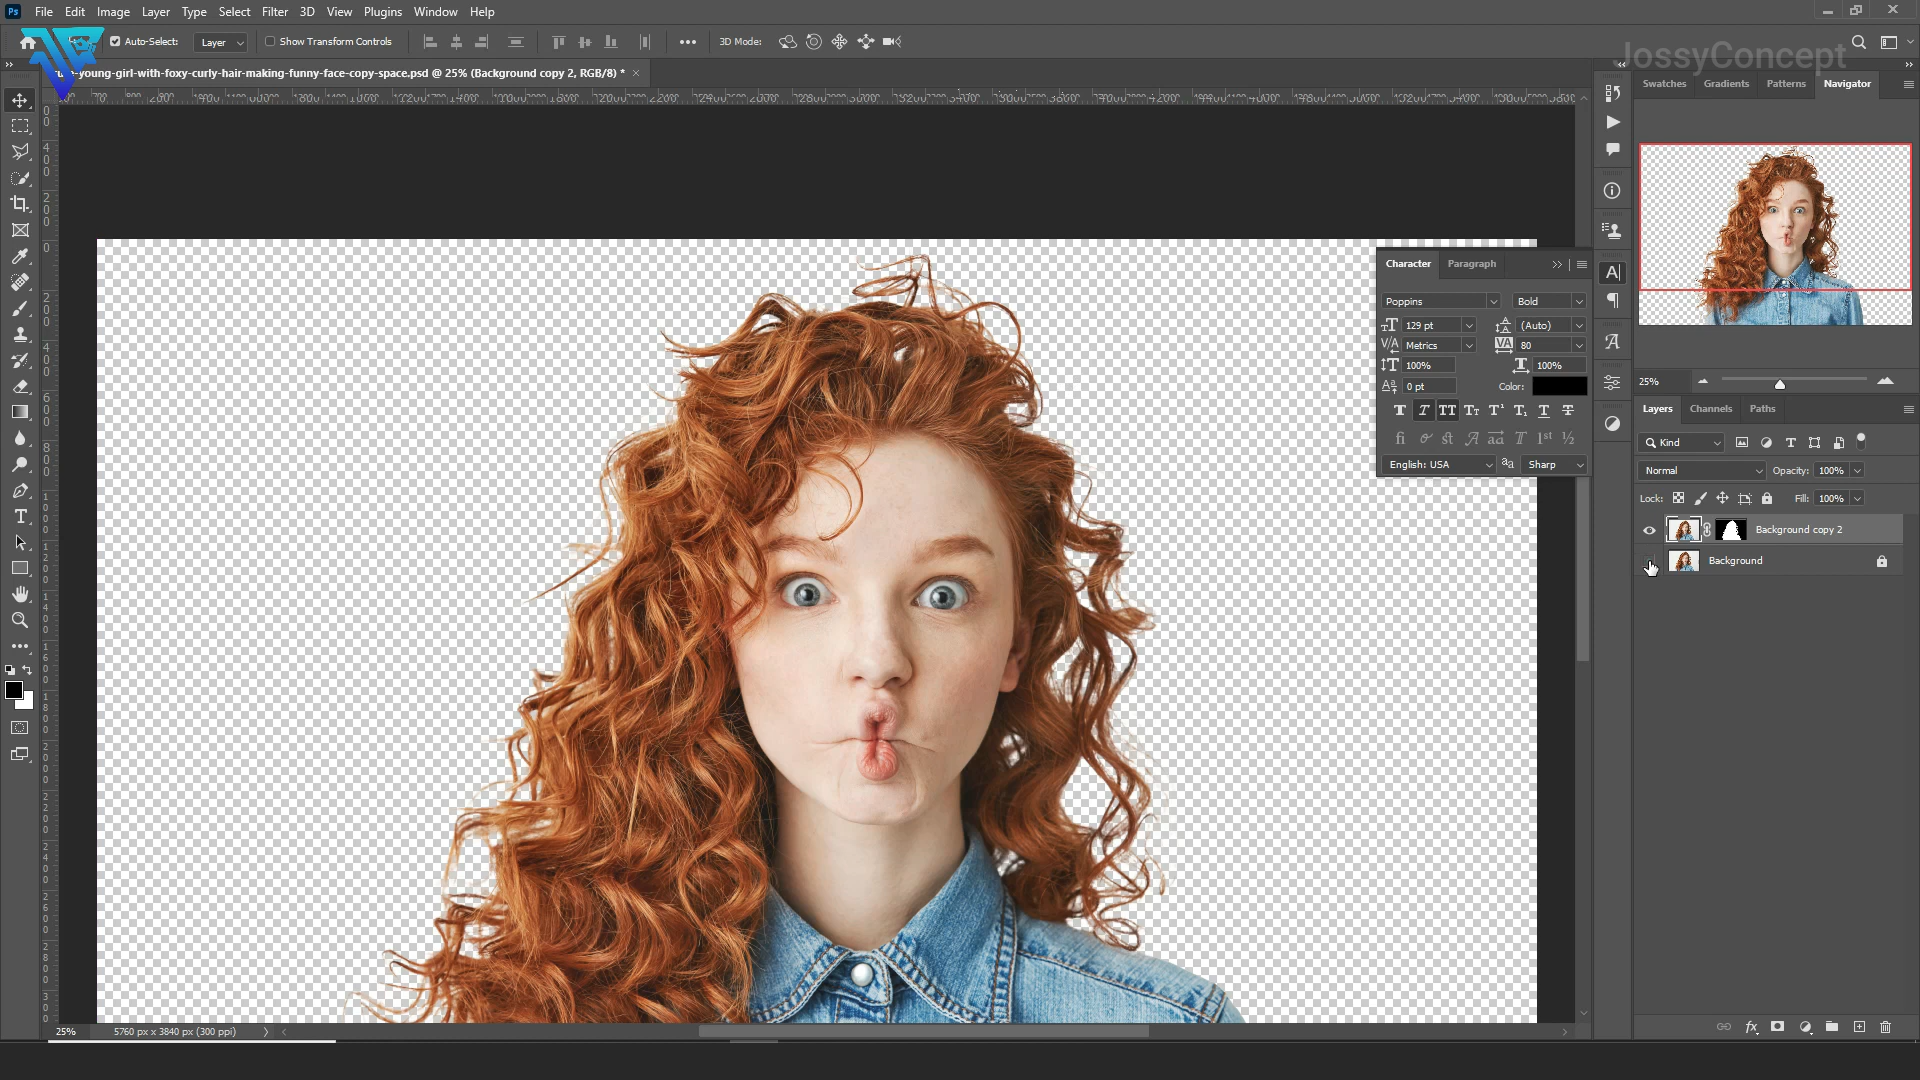 Ps File Edit Image Layer Type Select Filter 3D View Plugins Window Help
Auto-Select: Layer Show Transform Controls 3D Mode:
JossyConcept
-young-girl-with-foxy-curly-hair-making-funny-face-copy-space.psd @ 25% (Background copy 2, RGB/8) *
Swatches Gradients Patterns Navigator
Character Paragraph
Poppins Bold
129 pt (Auto)
Metrics 80
100% 100%
0 pt Color:
English: USA Sharp
25%
Layers Channels Paths
Kind
Normal Opacity: 100%
Lock: Fill: 100%
Background copy 2
Background
25% 5760 px x 3840 px (300 ppi)